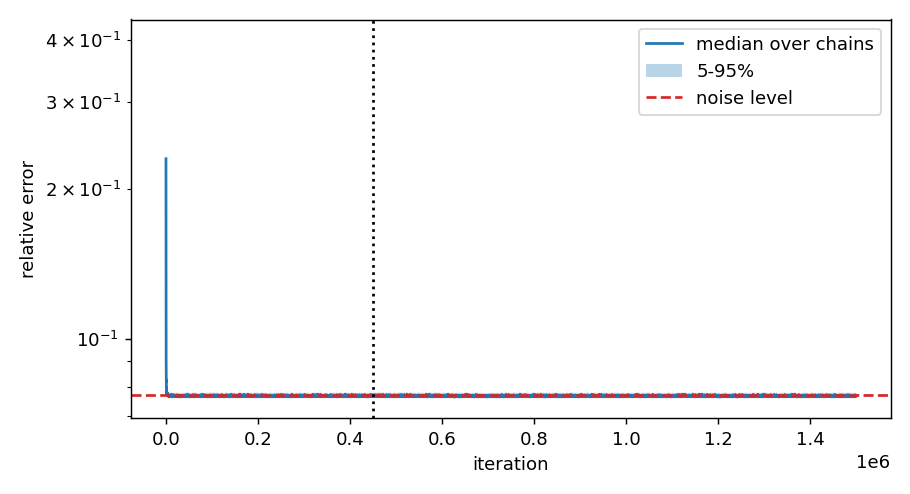 4 × 10⁻¹
3 × 10⁻¹
2 × 10⁻¹
10⁻¹
relative error
median over chains
5-95%
noise level
0.0 0.2 0.4 0.6 0.8 1.0 1.2 1.4
1e6
iteration